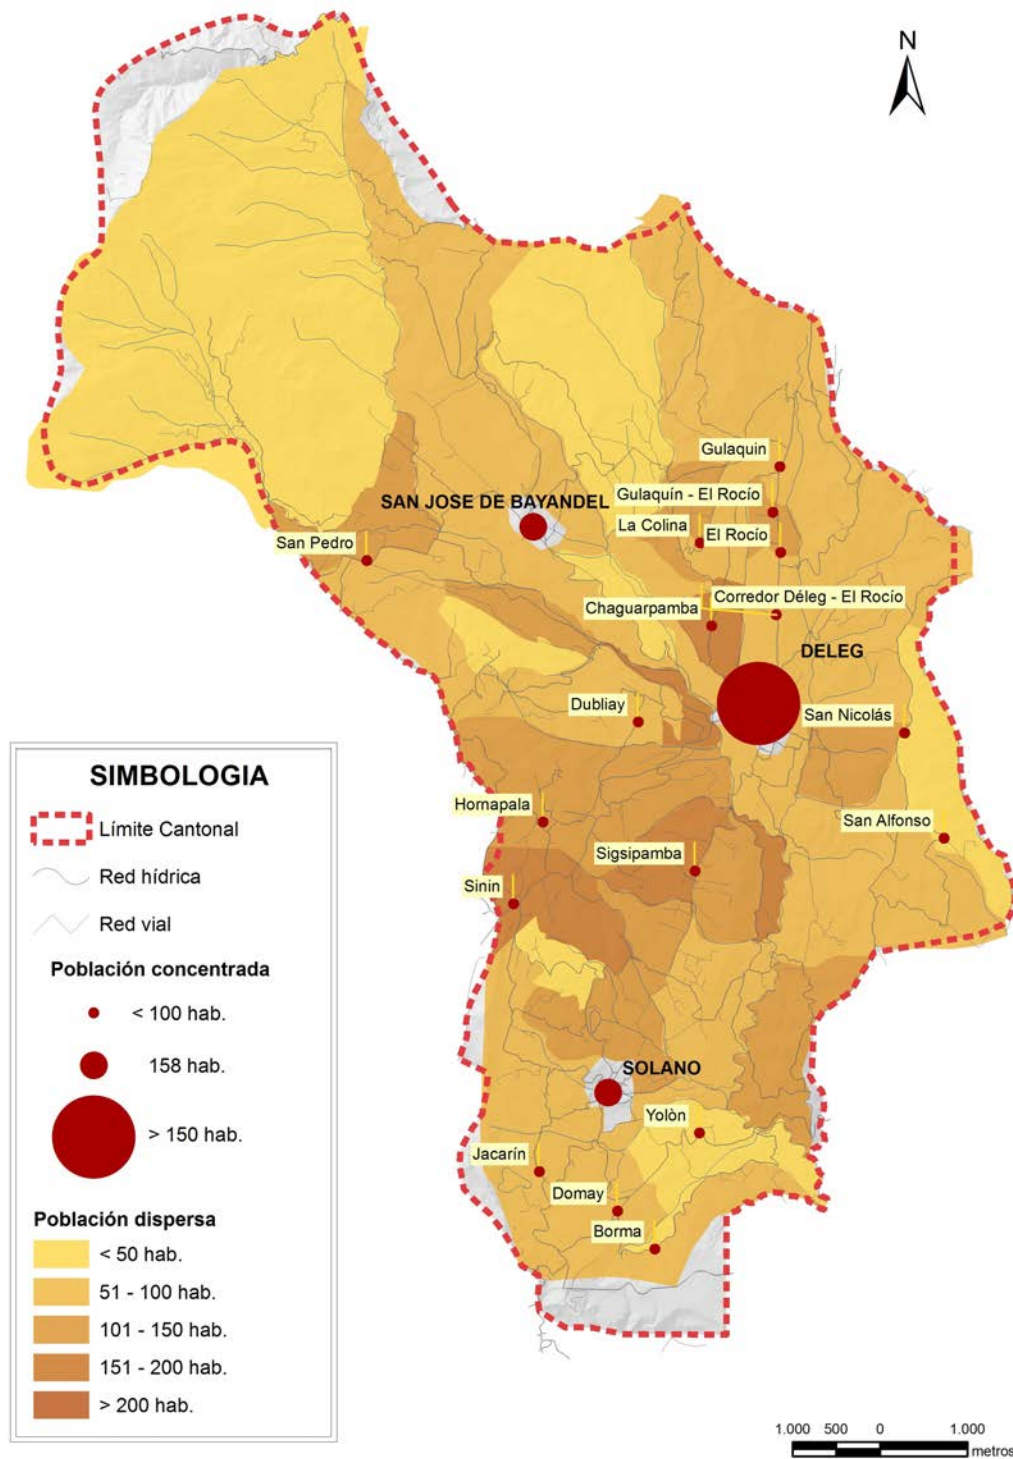 N
Gulaquin
SAN JOSE DE BAYANDEL
Gulaquín - El Rocío
La Colina
El Rocío
San Pedro
Corredor Déleg - El Rocío
Chaguarpamba
DELEG
Dubliay
San Nicolás
Hornapala
San Alfonso
Sigsipamba
Sinin
SOLANO
Yolòn
Jacarín
Domay
Borma
SIMBOLOGIA
Límite Cantonal
Red hídrica
Red vial
Población concentrada
< 100 hab.
158 hab.
> 150 hab.
Población dispersa
< 50 hab.
51 - 100 hab.
101 - 150 hab.
151 - 200 hab.
> 200 hab.
1.000 500 0 1.000
metros